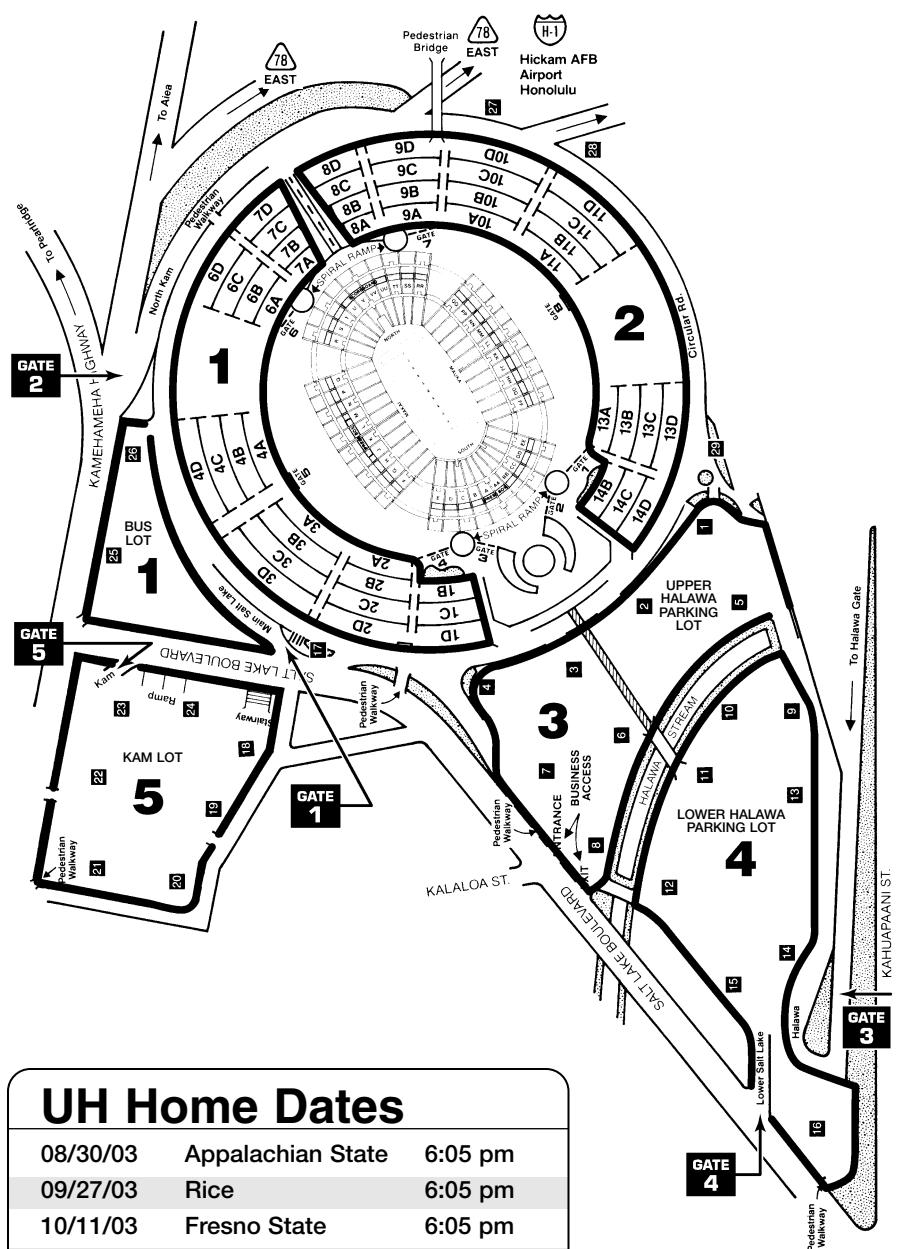 78
EAST
Pedestrian
Bridge
78
EAST
H-1
Hickam AFB
Airport
Honolulu
27
28
To Aiea
To Pearlridge
Pedestrian
Walkway
North Kam
KAMEHAMEHA HIGHWAY
Circular Rd.
8D
8C
8B
8A
9D
9C
9B
9A
10D
10C
10B
10A
11D
11C
11B
11A
7D
7C
7B
7A
6D
6C
6B
6A
1
2
GATE
7
SPIRAL RAMP
GATE
6
GATE
8
NORTH
MAUKA
MAKAI
SOUTH
GATE
2
13A
13B
13C
13D
14B
14C
14D
4D
4C
4B
4A
GATE
5
3A
3B
3C
3D
2A
2B
2C
2D
1B
1C
1D
GATE
4
GATE
3
SPIRAL RAMP
GATE
2
GATE
1
29
26
BUS
LOT
1
25
Main Salt Lake
17
GATE
5
SALT LAKE BOULEVARD
Kam
Ramp
Stairway
23
24
18
KAM LOT
5
22
19
21
20
Pedestrian
Walkway
Pedestrian
Walkway
GATE
1
1
UPPER
HALAWA
PARKING
LOT
2
5
3
4
3
6
7
8
BUSINESS
ACCESS
ENTRANCE
EXIT
Pedestrian
Walkway
HALAWA
STREAM
10
9
11
13
LOWER HALAWA
PARKING LOT
4
12
14
15
To Halawa Gate
KAHUAPAANI ST.
KALALOA ST.
SALT LAKE BOULEVARD
Halawa
GATE
3
Lower Salt Lake
16
GATE
4
Pedestrian
Walkway
UH Home Dates
08/30/03 Appalachian State 6:05 pm
09/27/03 Rice 6:05 pm
10/11/03 Fresno State 6:05 pm